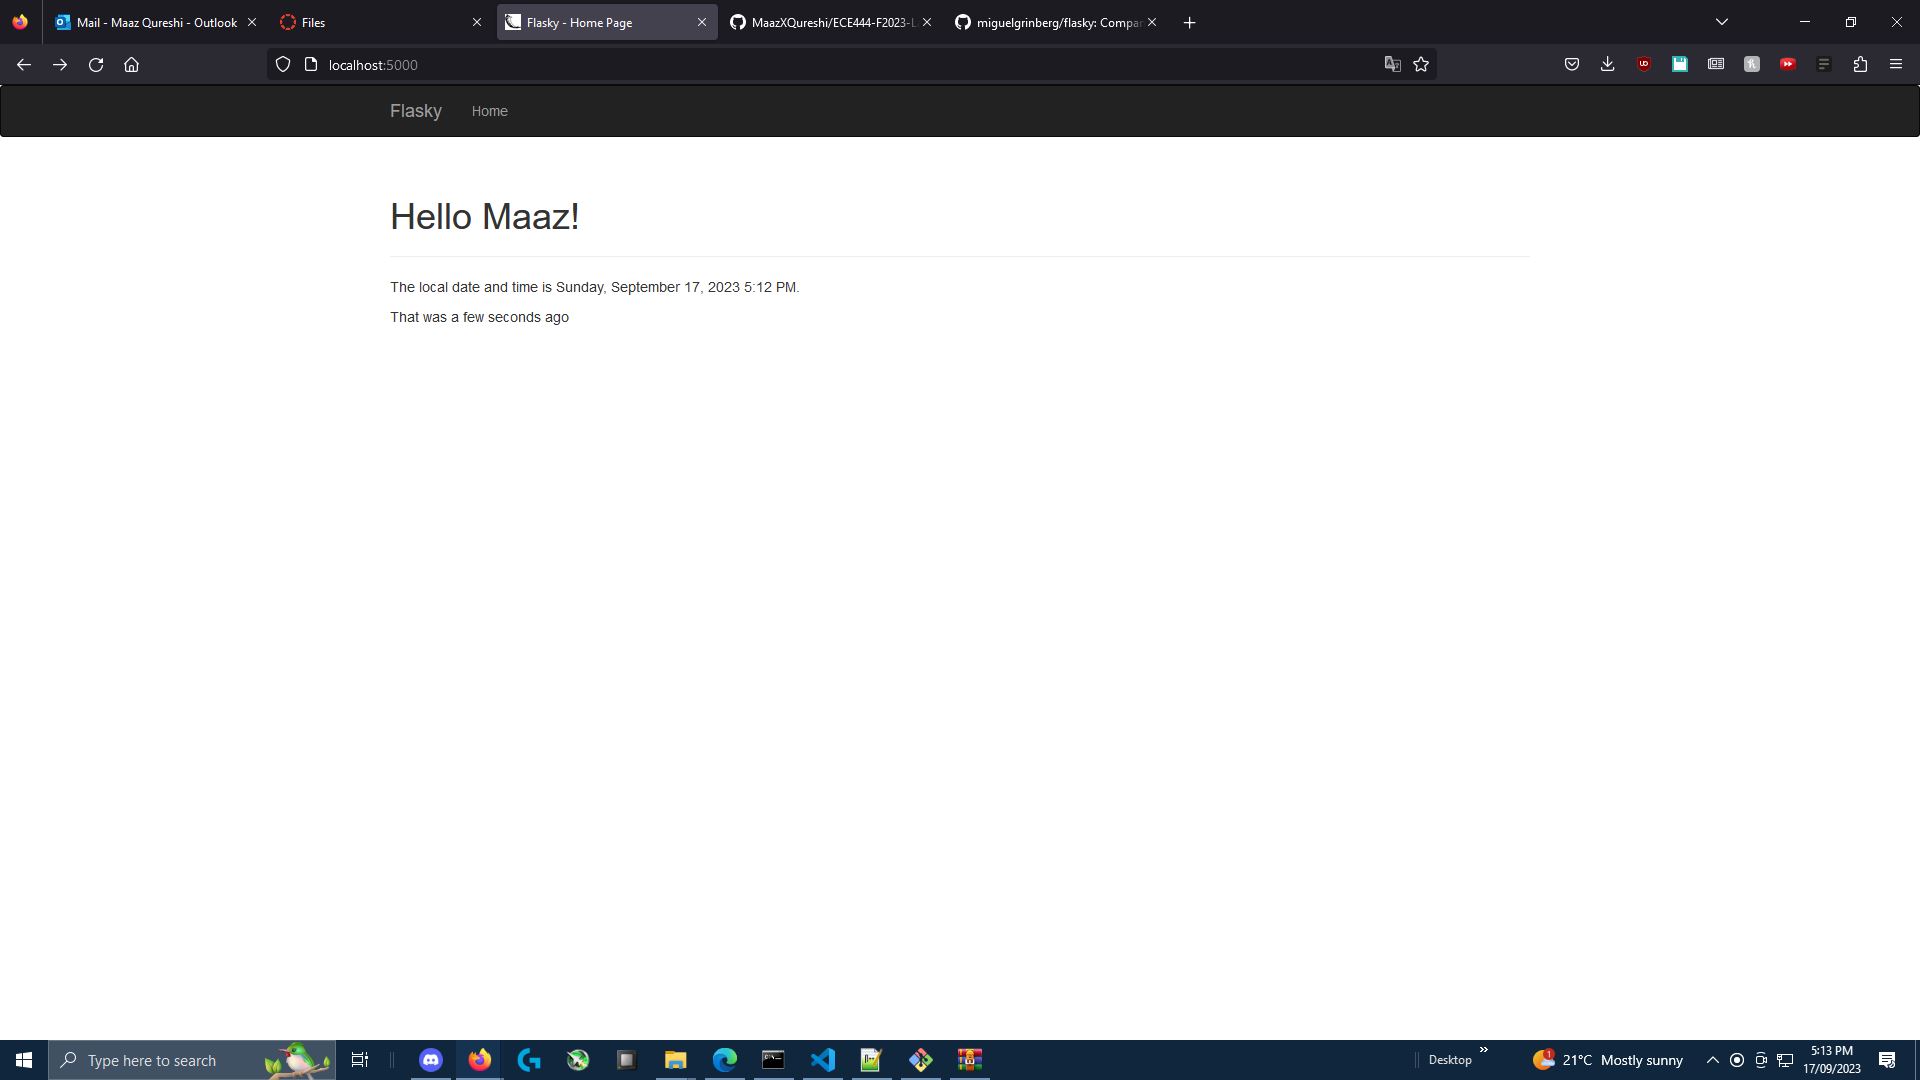 Mail - Maaz Qureshi - Outlook
Files
Flasky - Home Page
MaazXQureshi/ECE444-F2023-L
miguelgrinberg/flasky: Compar
localhost:5000
Flasky
Home
Hello Maaz!
The local date and time is Sunday, September 17, 2023 5:12 PM.
That was a few seconds ago
Type here to search
Desktop
21°C Mostly sunny
5:13 PM
17/09/2023